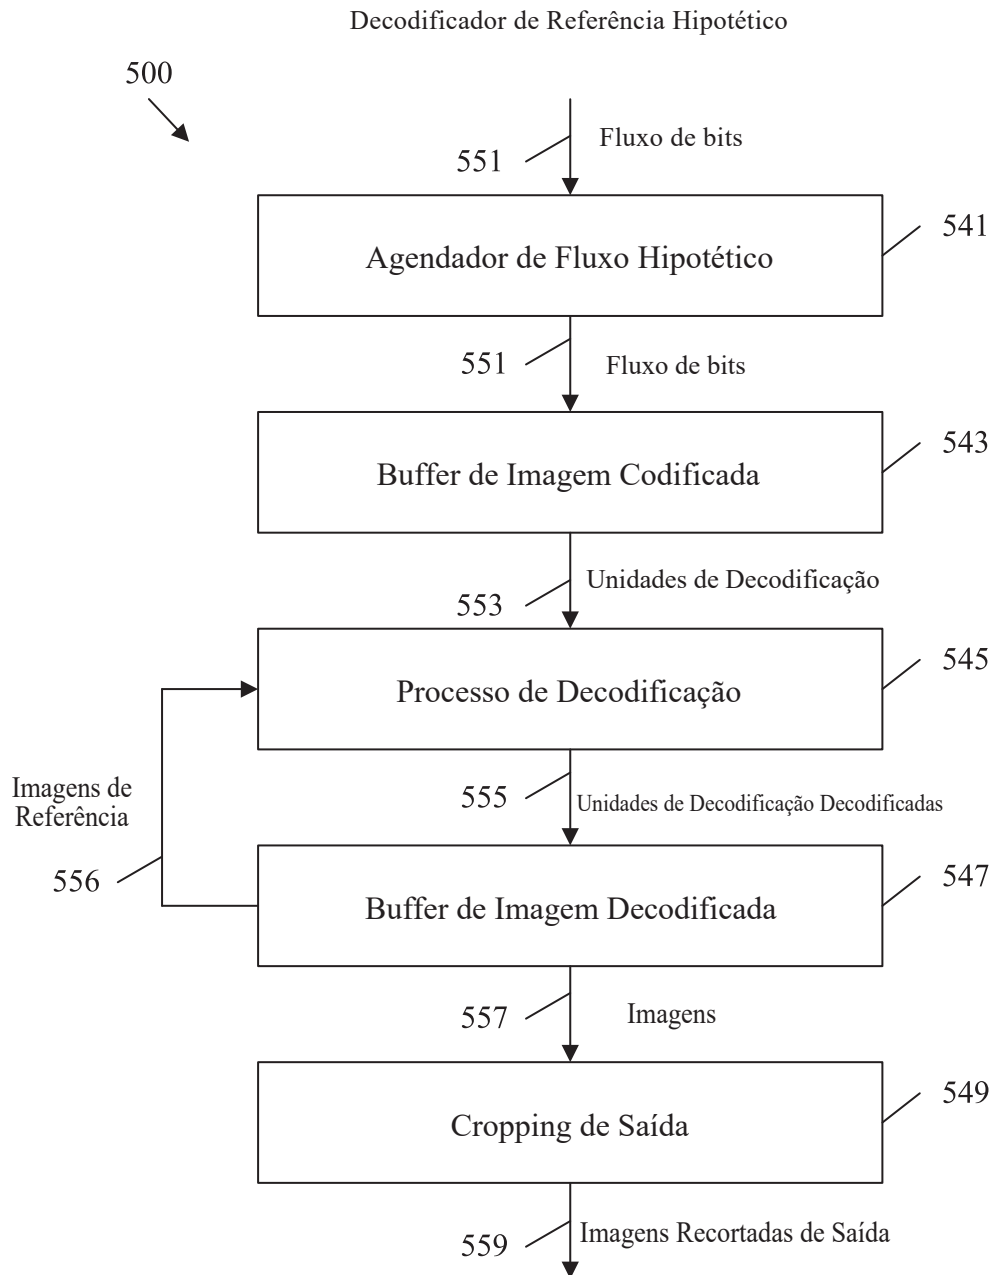 Decodificador de Referência Hipotético
500
551
Fluxo de bits
541
Agendador de Fluxo Hipotético
551
Fluxo de bits
543
Buffer de Imagem Codificada
553
Unidades de Decodificação
545
Processo de Decodificação
Imagens de
Referência
555
Unidades de Decodificação Decodificadas
556
547
Buffer de Imagem Decodificada
557
Imagens
549
Cropping de Saída
559
Imagens Recortadas de Saída